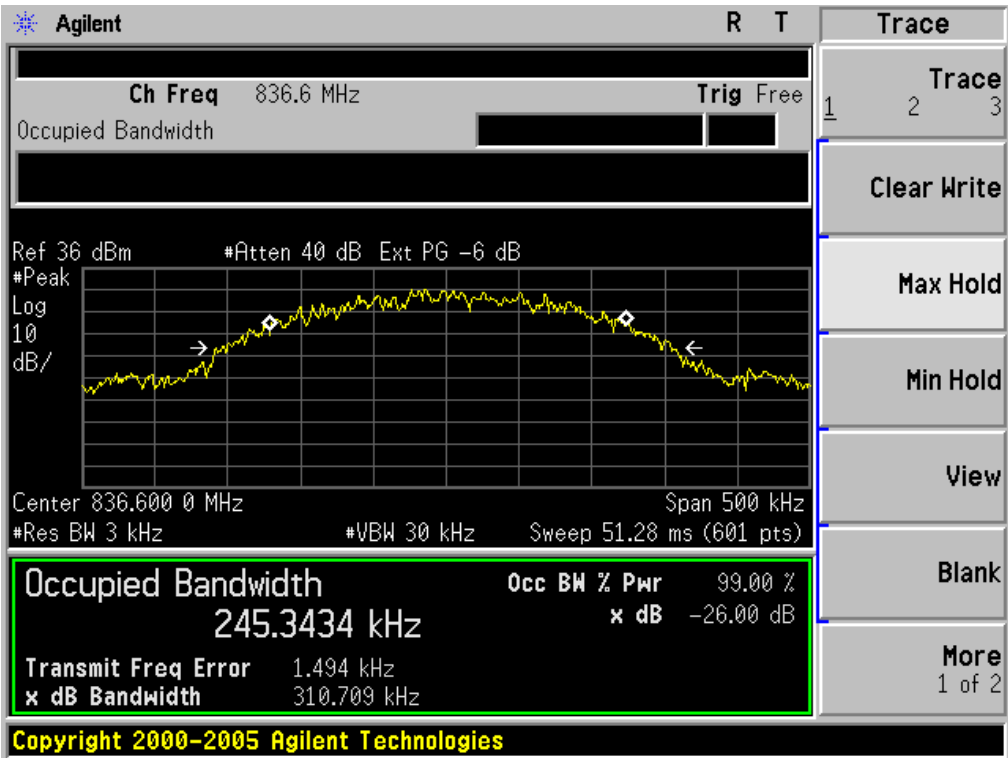 Agilent R T Trace
Ch Freq 836.6 MHz Trig Free
Occupied Bandwidth
Trace
1 2 3
Clear Write
Ref 36 dBm #Atten 40 dB Ext PG -6 dB
#Peak
Log
10
dB/
Max Hold
Min Hold
View
Center 836.600 0 MHz Span 500 kHz
#Res BW 3 kHz #VBW 30 kHz Sweep 51.28 ms (601 pts)
Occupied Bandwidth Occ BW % Pwr 99.00 %
245.3434 kHz x dB -26.00 dB
Transmit Freq Error 1.494 kHz
x dB Bandwidth 310.709 kHz
Blank
More
1 of 2
Copyright 2000-2005 Agilent Technologies